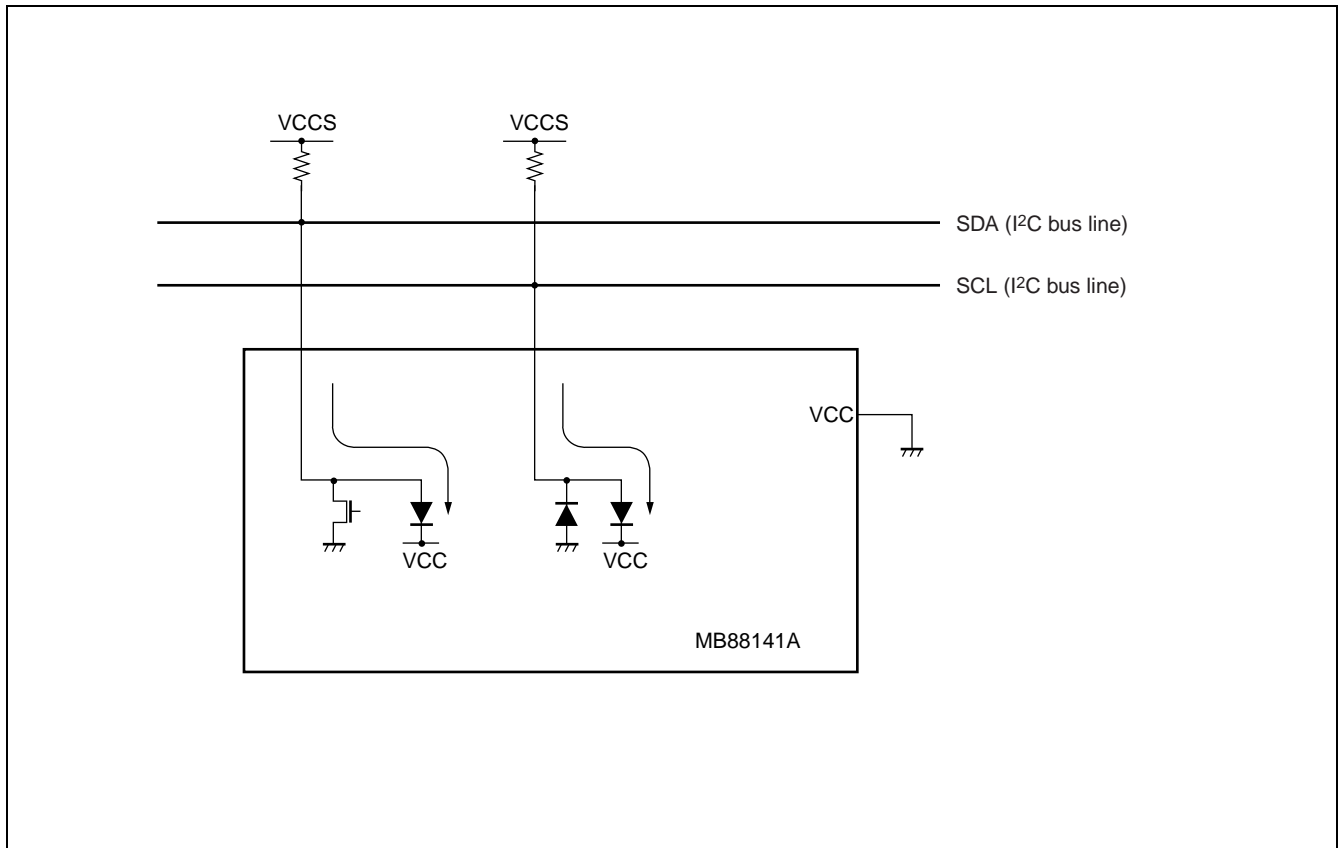 VCCS
VCCS
SDA (I²C bus line)
SCL (I²C bus line)
VCC
VCC
VCC
MB88141A